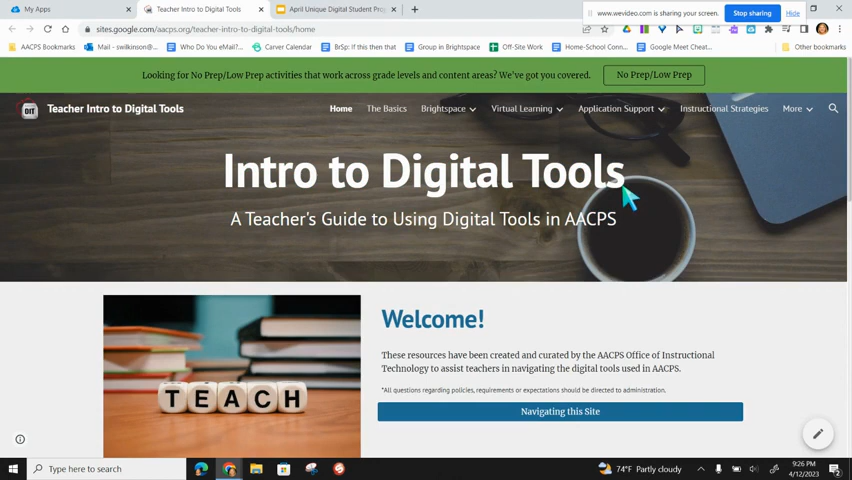 My Apps
Teacher Intro to Digital Tools
April Unique Digital Student Pro
www.wevideo.com is sharing your screen.
Stop sharing
Hide
sites.google.com/aacps.org/teacher-intro-to-digital-tools/home
AACPS Bookmarks
Mail - swilkinson@...
Who Do You eMail?...
Carver Calendar
BrSp: If this then that
Group in Brightspace
Off-Site Work
Home-School Conn...
Google Meet Cheat...
Other bookmarks
Looking for No Prep/Low Prep activities that work across grade levels and content areas? We've got you covered.
No Prep/Low Prep
DIT
Teacher Intro to Digital Tools
Home
The Basics
Brightspace
Virtual Learning
Application Support
Instructional Strategies
More
Intro to Digital Tools
A Teacher's Guide to Using Digital Tools in AACPS
TEACH
Welcome!
These resources have been created and curated by the AACPS Office of Instructional
Technology to assist teachers in navigating the digital tools used in AACPS.
*All questions regarding policies, requirements or expectations should be directed to administration.
Navigating this Site
Type here to search
74°F Partly cloudy
9:26 PM
4/12/2023
2